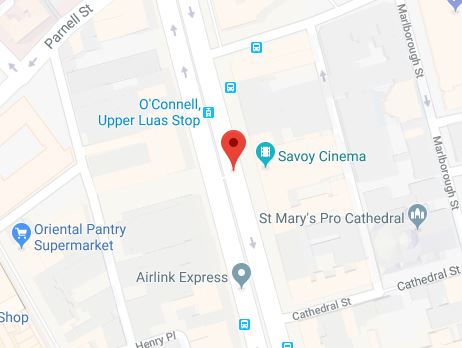 Parnell St
Marlborough St
O'Connell,
Upper Luas Stop
Savoy Cinema
Marlborough St
St Mary's Pro Cathedral
Oriental Pantry
Supermarket
Airlink Express
Cathedral St
Cathedral St
Shop
Henry Pl